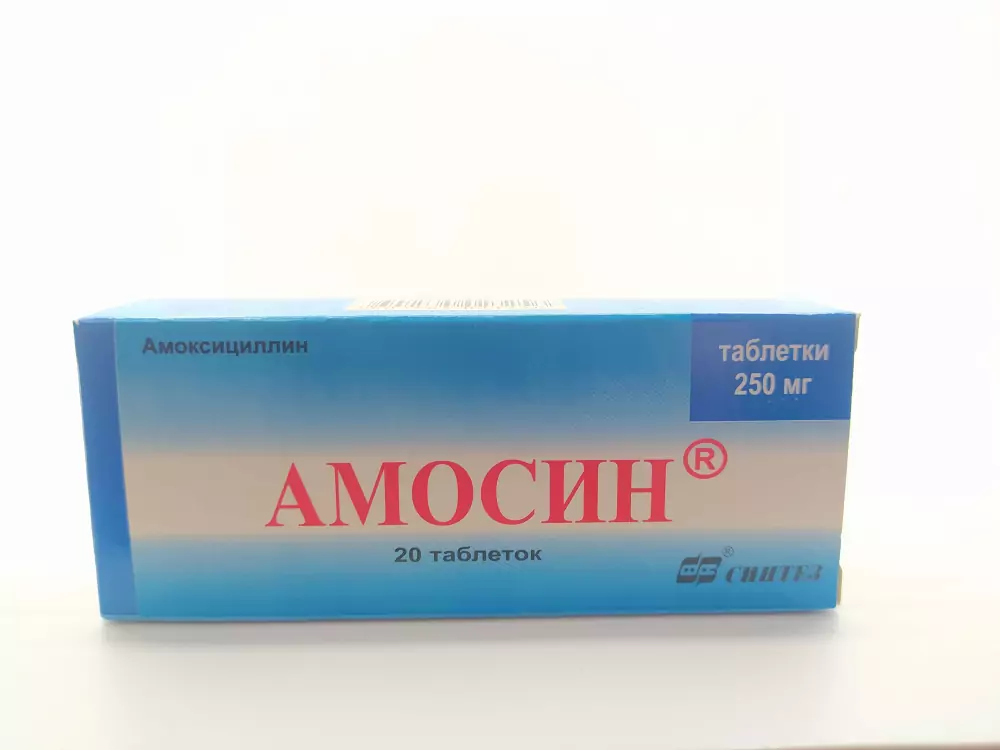 Амоксициллин
таблетки
250 мг
АМОСИН®
20 таблеток
® СИНТЕЗ